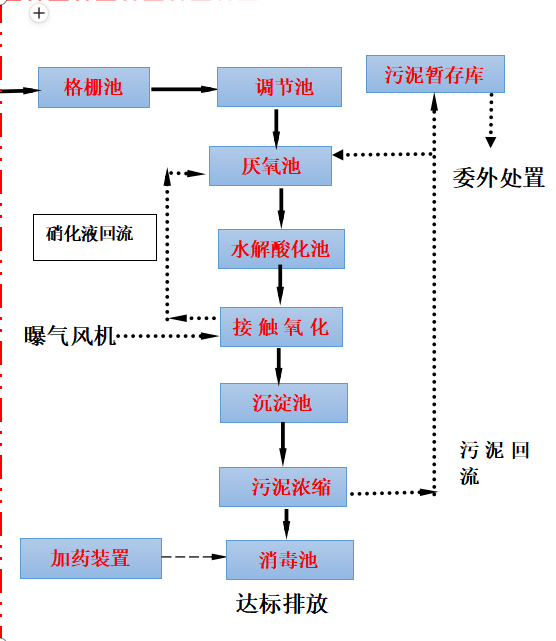 格栅池
调节池
污泥暂存库
厌氧池
委外处置
硝化液回流
水解酸化池
接触氧化
曝气风机
沉淀池
污泥回
流
污泥浓缩
加药装置
消毒池
达标排放